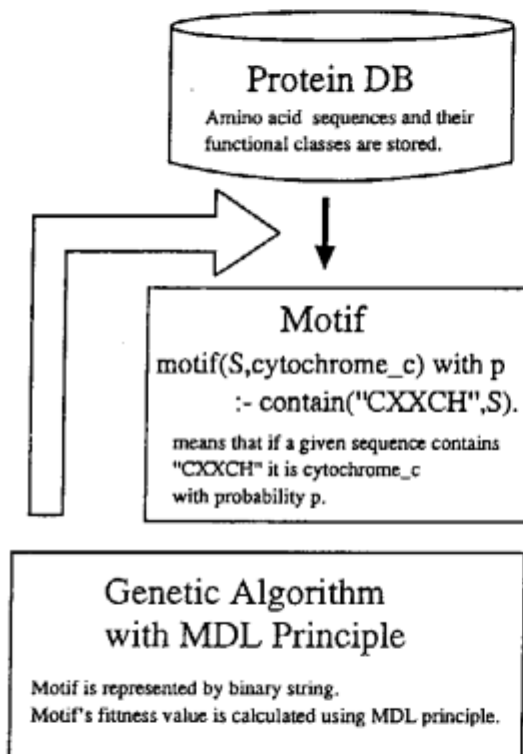 Protein DB
Amino acid sequences and their
functional classes are stored.
Motif
motif(S,cytochrome_c) with p
:- contain("CXXCH",S).
means that if a given sequence contains
"CXXCH" it is cytochrome_c
with probability p.
Genetic Algorithm
with MDL Principle
Motif is represented by binary string.
Motif's fittness value is calculated using MDL principle.